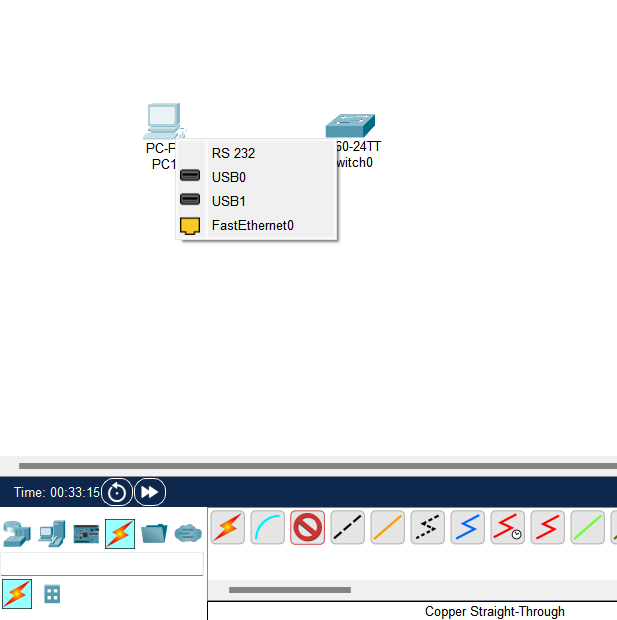 PC-P
PC1
60-24TT
witch0
RS 232
USB0
USB1
FastEthernet0
Time: 00:33:15
Copper Straight-Through